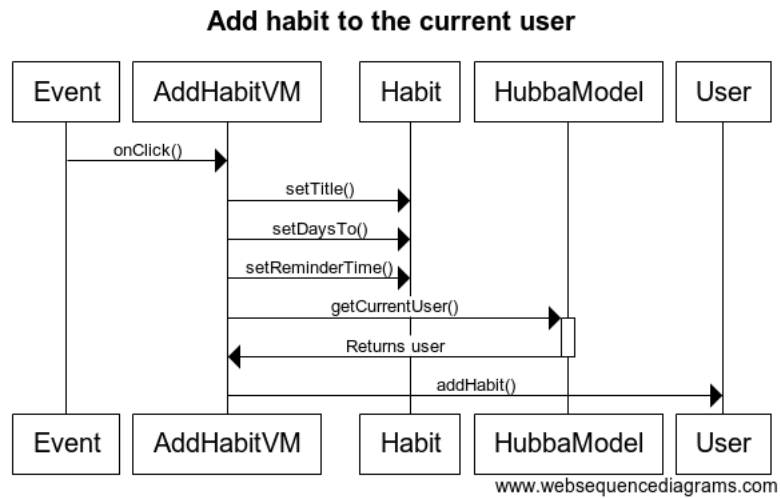 Add habit to the current user
Event AddHabitVM Habit HubbaModel User
onClick()
setTitle()
setDaysTo()
setReminderTime()
getCurrentUser()
Returns user
addHabit()
Event AddHabitVM Habit HubbaModel User
www.websequencediagrams.com